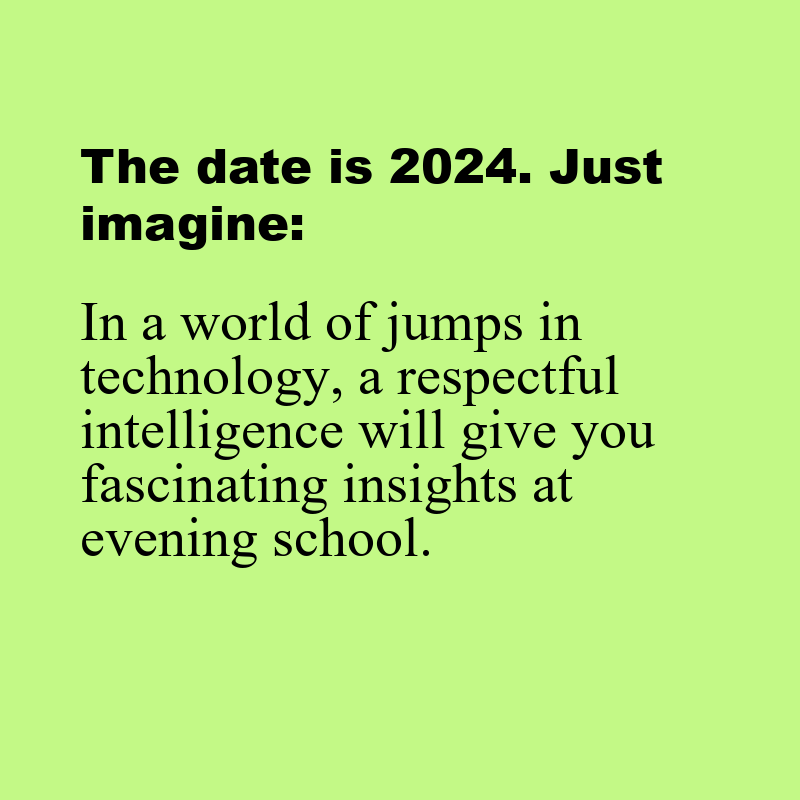 The date is 2024. Just
imagine:
In a world of jumps in
technology, a respectful
intelligence will give you
fascinating insights at
evening school.